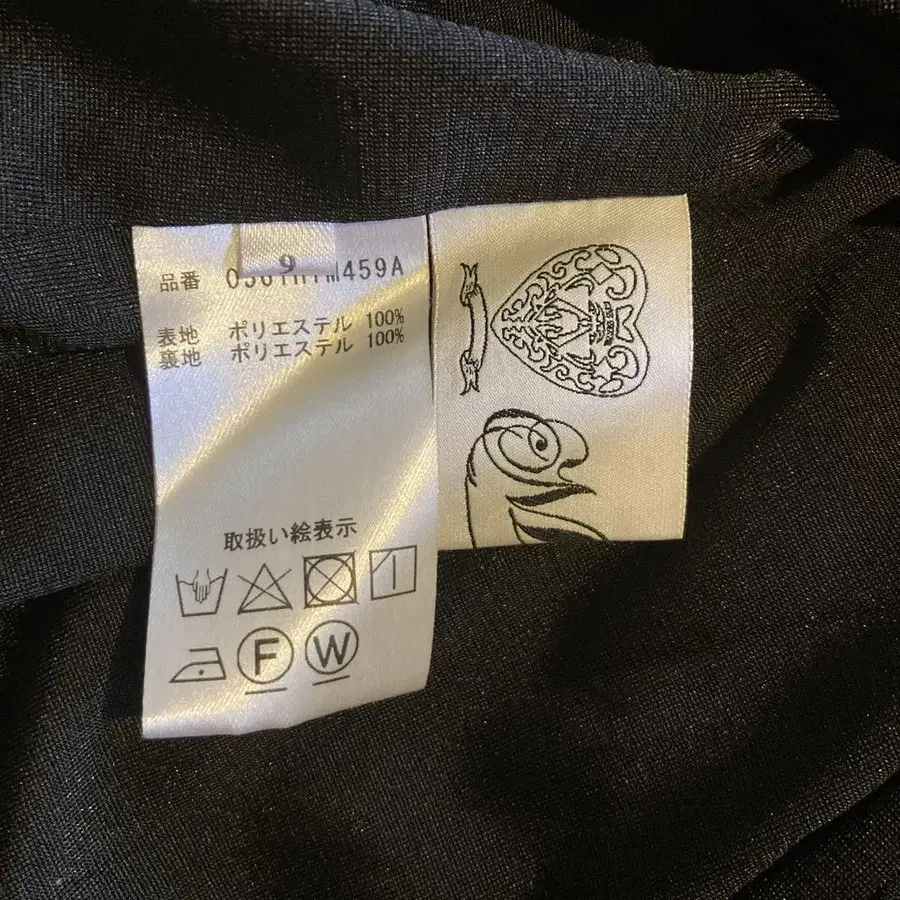 9
品番
表地 ポリエステル 100%
裏地 ポリエステル 100%
取扱い絵表示
F W